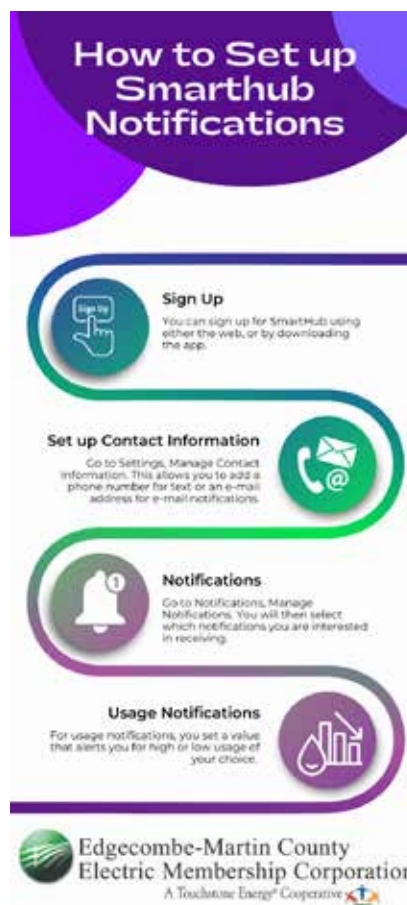 How to Set up
Smarthub
Notifications
Sign Up
Sign Up
You can sign up for SmartHub using
either the web, or by downloading
the app.
Set up Contact Information
Go to Settings, Manage Contact
Information. This allows you to add a
phone number for text or an e-mail
address for e-mail notifications.
@
1
Notifications
Go to Notifications, Manage
Notifications. You will then select
which notifications you are interested
in receiving.
Usage Notifications
For usage notifications, you set a value
that alerts you for high or low usage of
your choice.
Edgecombe-Martin County
Electric Membership Corporation
A Touchstone Energy® Cooperative